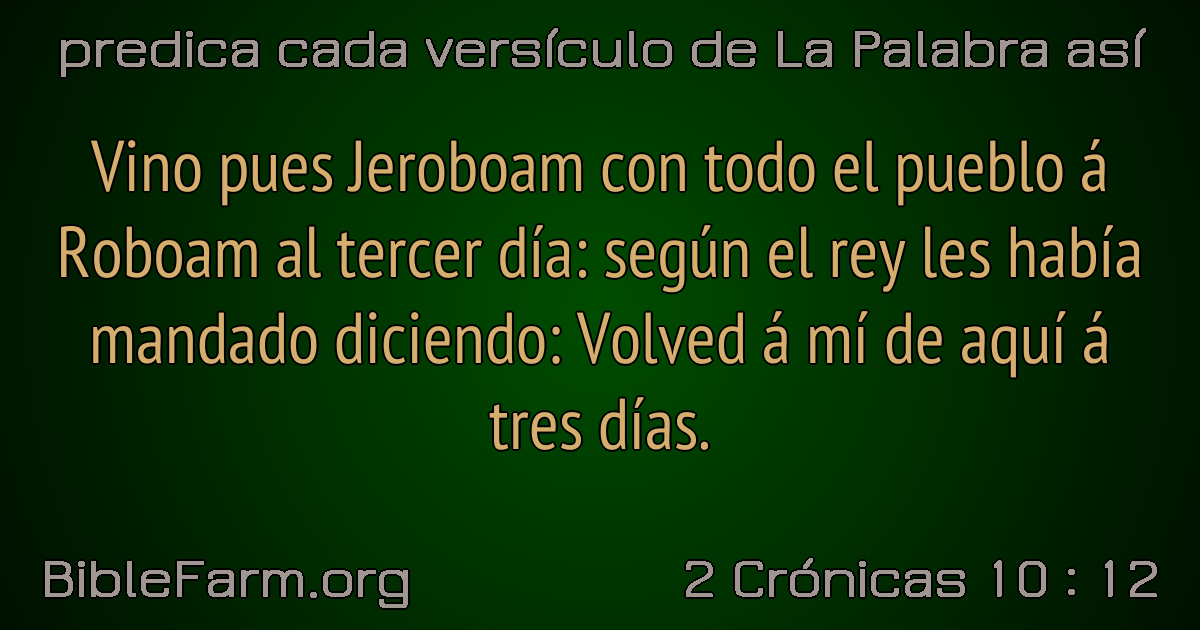 predica cada versículo de La Palabra así
Vino pues Jeroboam con todo el pueblo á
Roboam al tercer día: según el rey les había
mandado diciendo: Volved á mí de aquí á
tres días.
BibleFarm.org
2 Crónicas 10 : 12